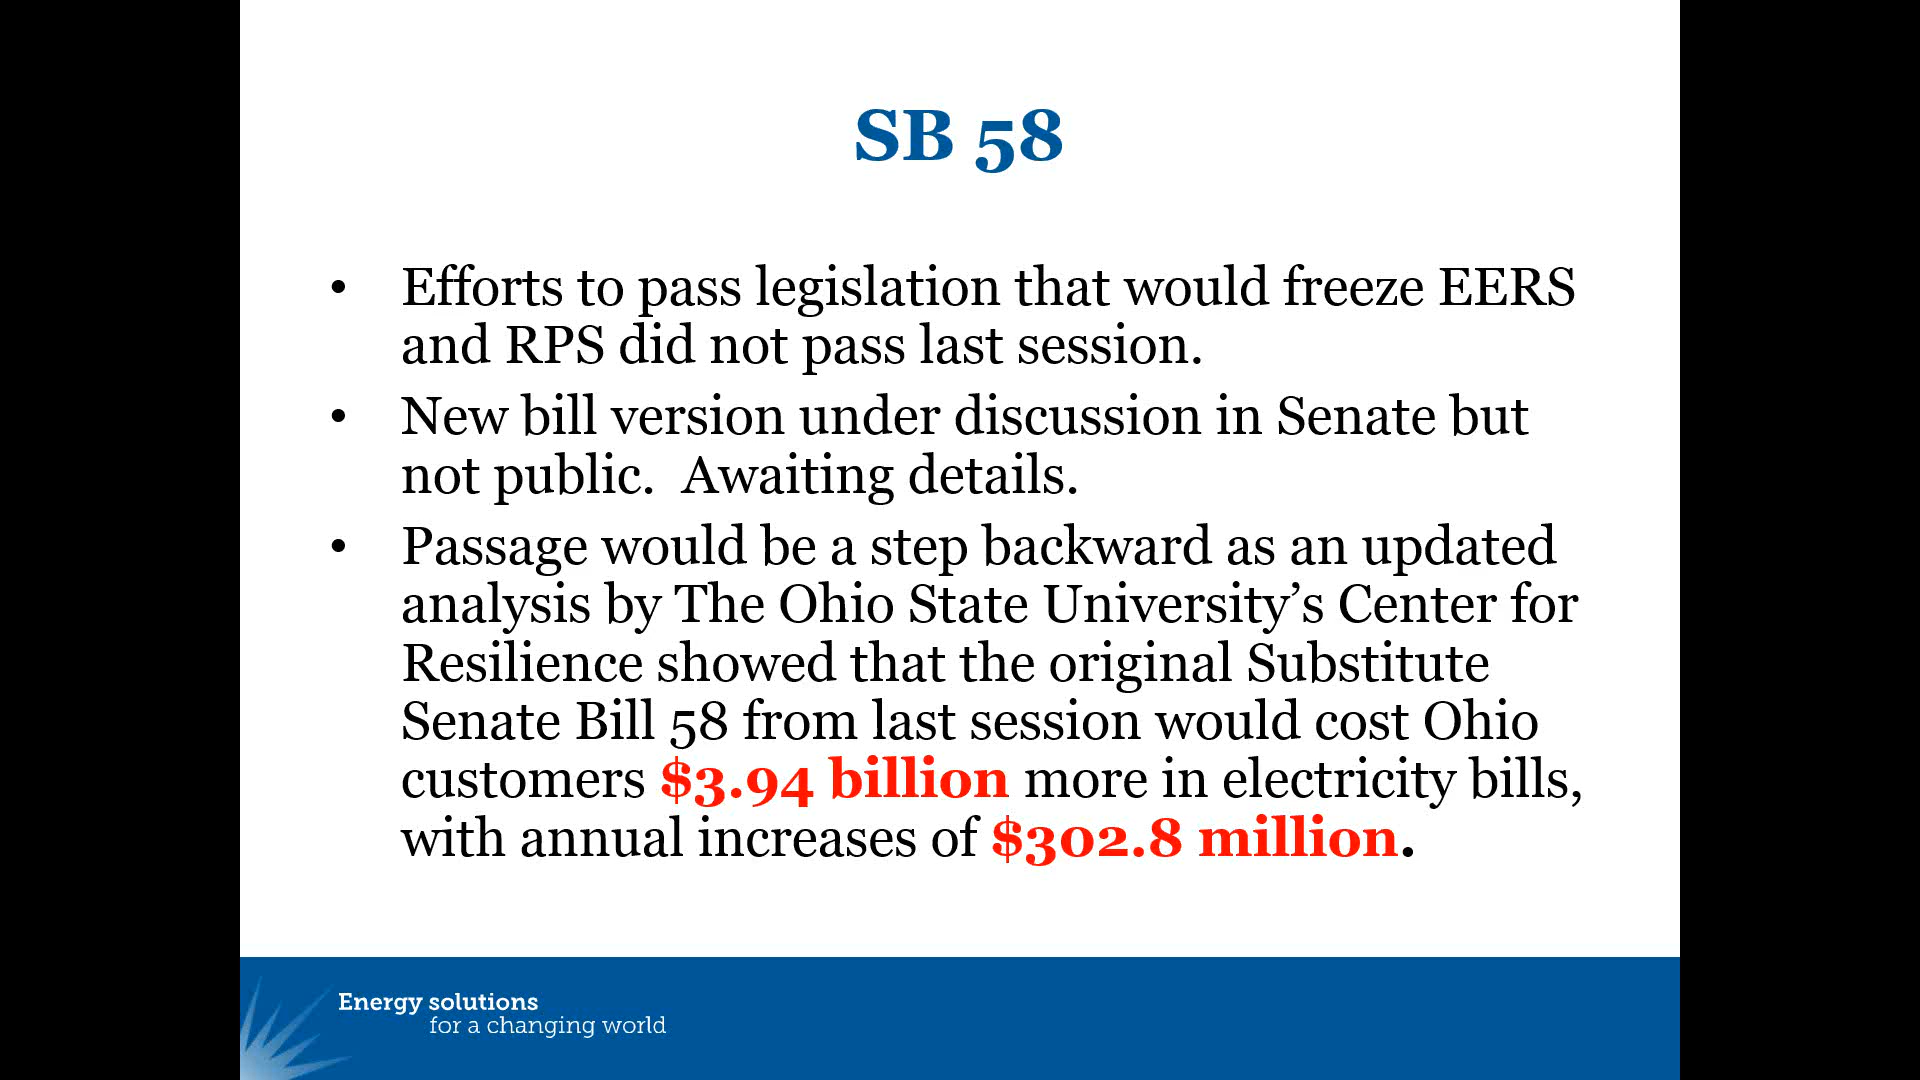 SB 58
• Efforts to pass legislation that would freeze EERS
and RPS did not pass last session.
• New bill version under discussion in Senate but
not public.  Awaiting details.
• Passage would be a step backward as an updated
analysis by The Ohio State University’s Center for
Resilience showed that the original Substitute
Senate Bill 58 from last session would cost Ohio
customers $3.94 billion more in electricity bills,
with annual increases of $302.8 million.
Energy solutions
for a changing world